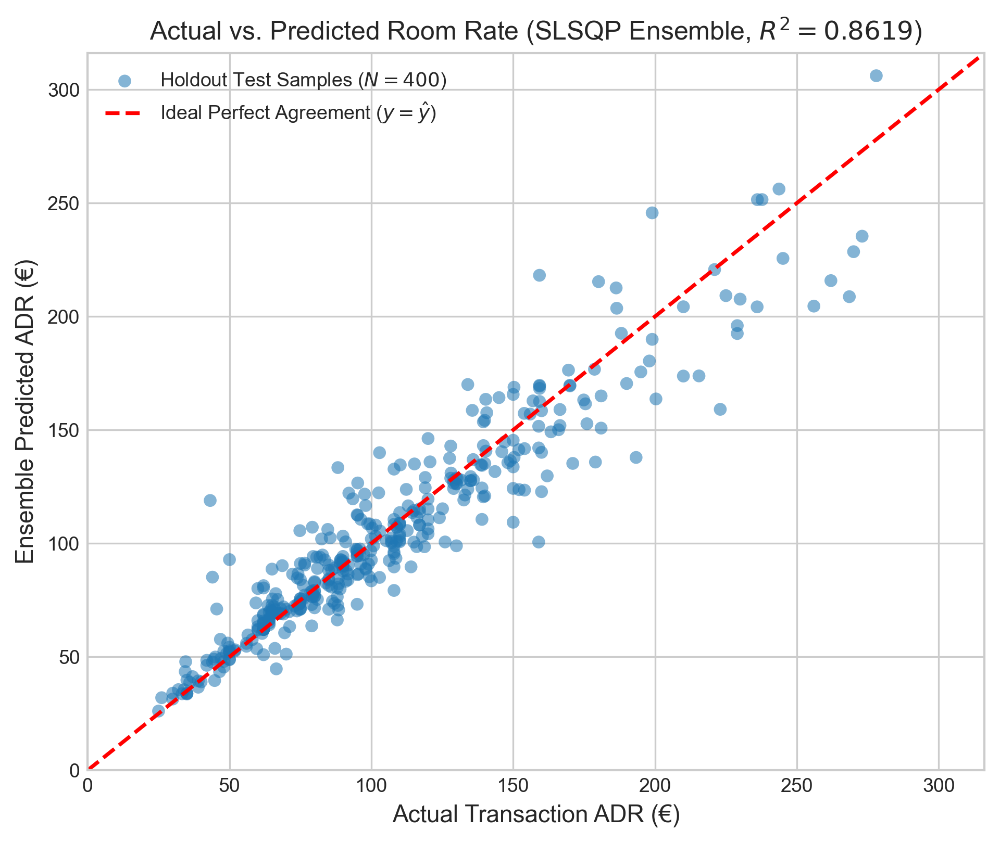 Actual vs. Predicted Room Rate (SLSQP Ensemble, R² = 0.8619)
Holdout Test Samples (N = 400)
Ideal Perfect Agreement (y = ŷ)
Ensemble Predicted ADR (€)
300
250
200
150
100
50
0
0 50 100 150 200 250 300
Actual Transaction ADR (€)